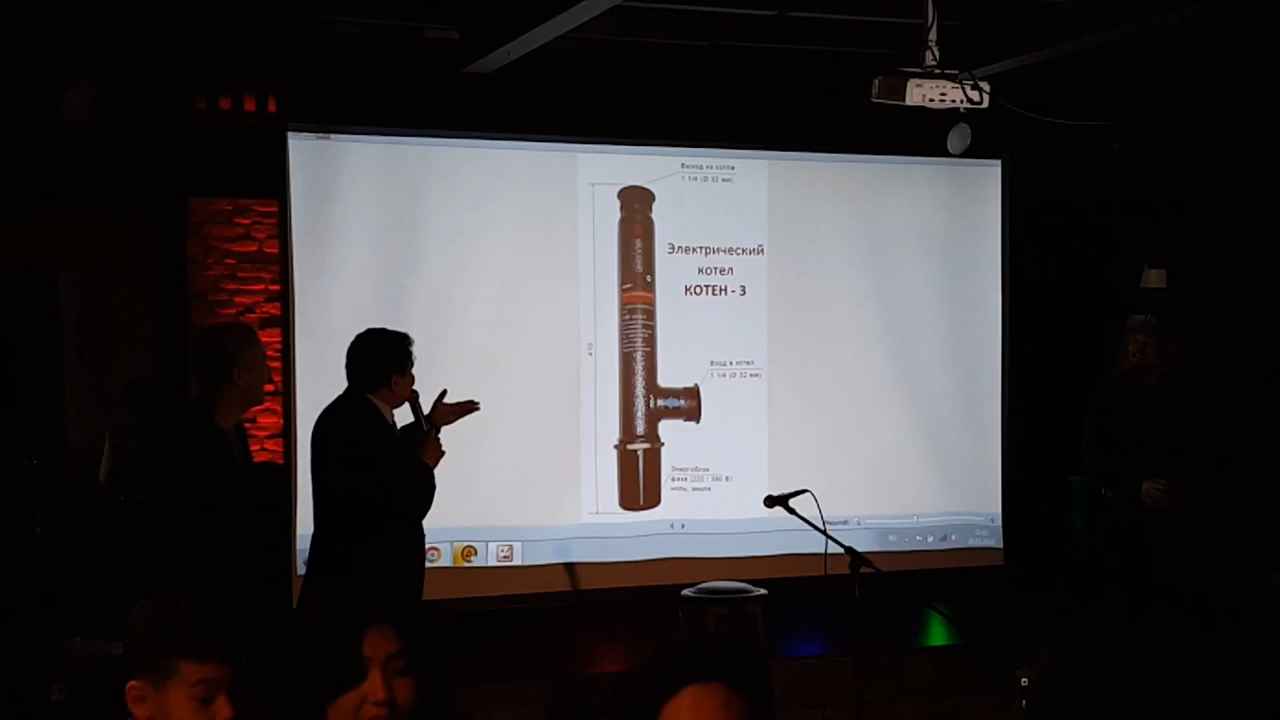 Выход из котла
1 1/4 (Ø 32 мм)
Электрический
котел
КОТЕН - 3
410
Вход в котел
1 1/4 (Ø 32 мм)
Энергоблок
фаза (220 / 380 В)
ноль, земля